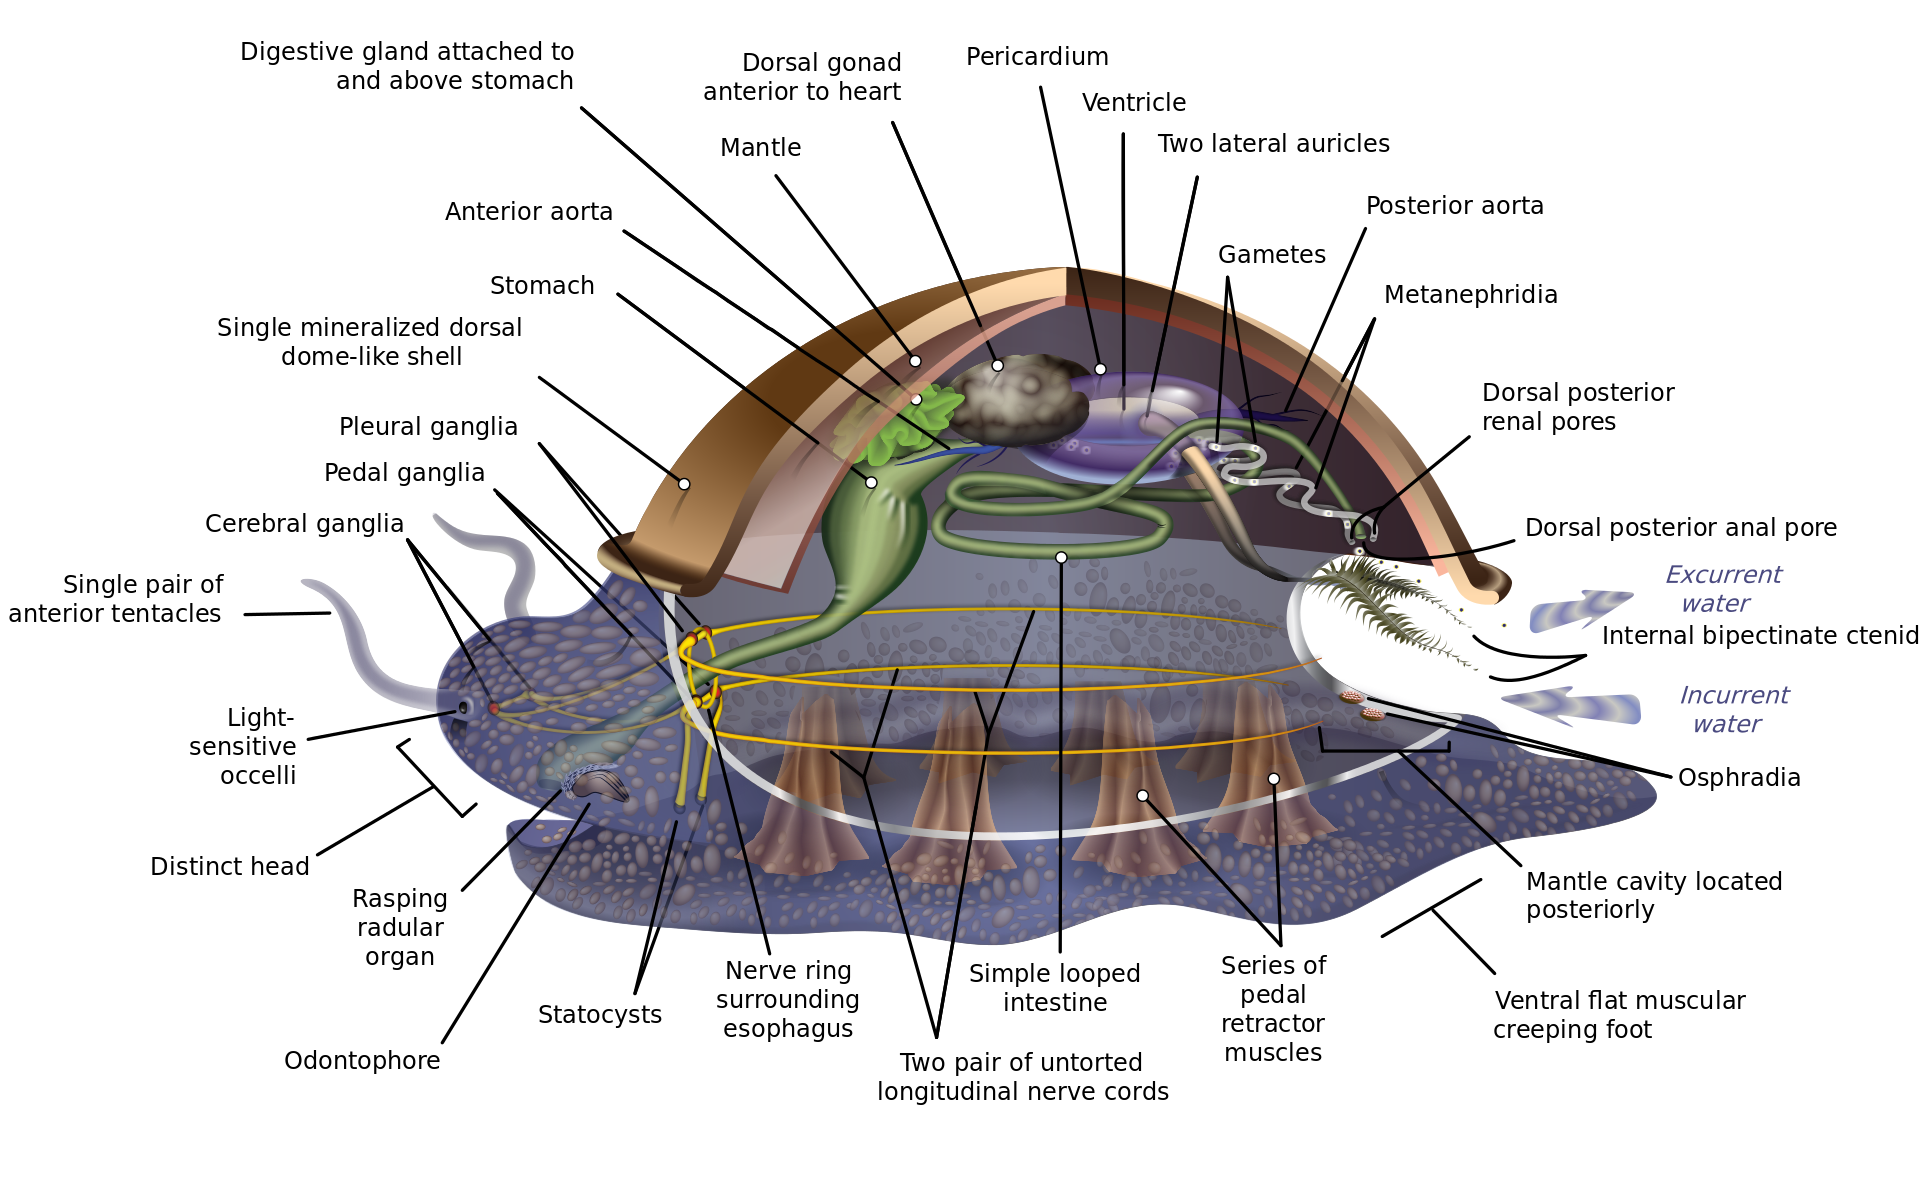 Digestive gland attached to
and above stomach
Dorsal gonad
anterior to heart
Pericardium
Ventricle
Mantle
Two lateral auricles
Anterior aorta
Posterior aorta
Gametes
Stomach
Metanephridia
Single mineralized dorsal
dome-like shell
Dorsal posterior
renal pores
Pleural ganglia
Pedal ganglia
Cerebral ganglia
Dorsal posterior anal pore
Single pair of
anterior tentacles
Excurrent
water
Internal bipectinate ctenid
Light-
sensitive
occelli
Incurrent
water
Osphradia
Distinct head
Rasping
radular
organ
Mantle cavity located
posteriorly
Nerve ring
surrounding
esophagus
Simple looped
intestine
Series of
pedal
retractor
muscles
Statocysts
Ventral flat muscular
creeping foot
Odontophore
Two pair of untorted
longitudinal nerve cords